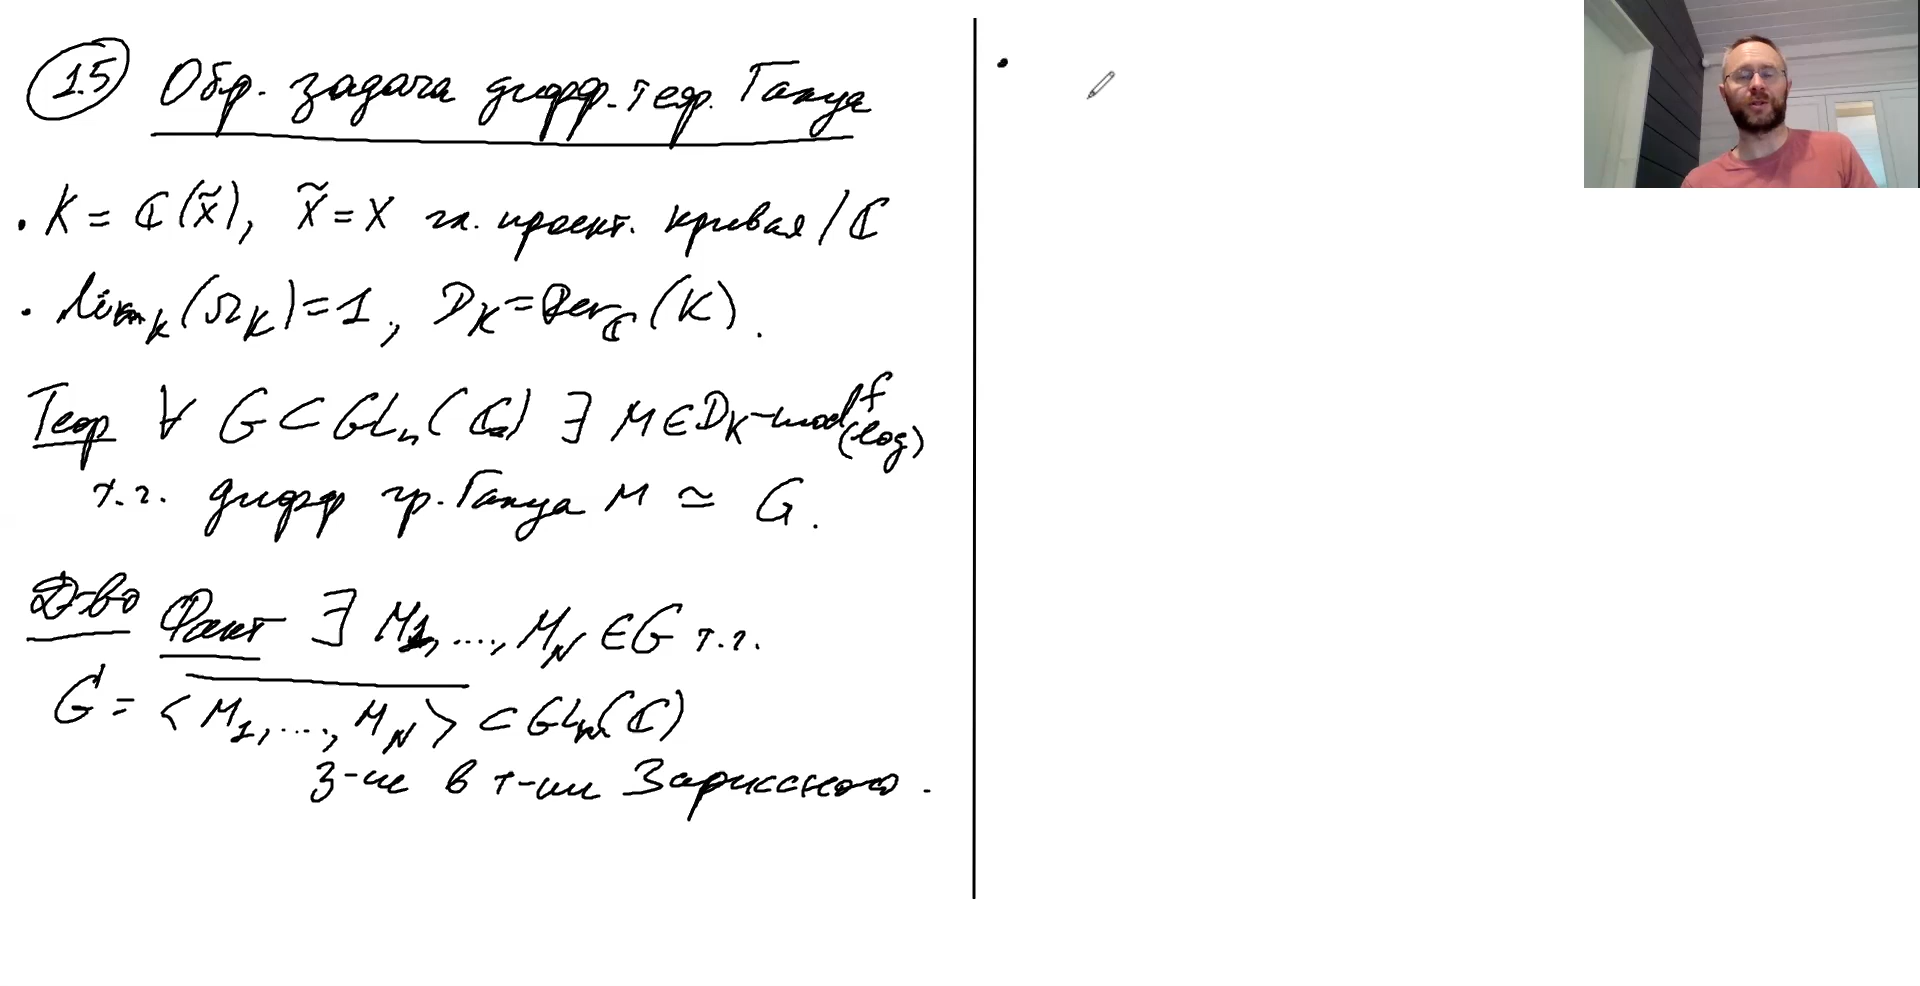 1.5 Обр. задача дифф. теор. Галуа
· K = ℂ(X̃), X̃ = X гл. проект. кривая / ℂ
· dim_K(Ω_K) = 1, D_K = Der_ℂ(K).
Теор ∀ G ⊂ GL_n(ℂ) ∃ M ∈ D_K-mod^f_(log)
т.ч. дифф гр. Галуа M ≃ G.
Д-во Факт ∃ M_1, ..., M_N ∈ G т.ч.
G = \overline{<M_1, ..., M_N>} ⊂ GL_n(ℂ)
З-ие в т-ии Зарисского.